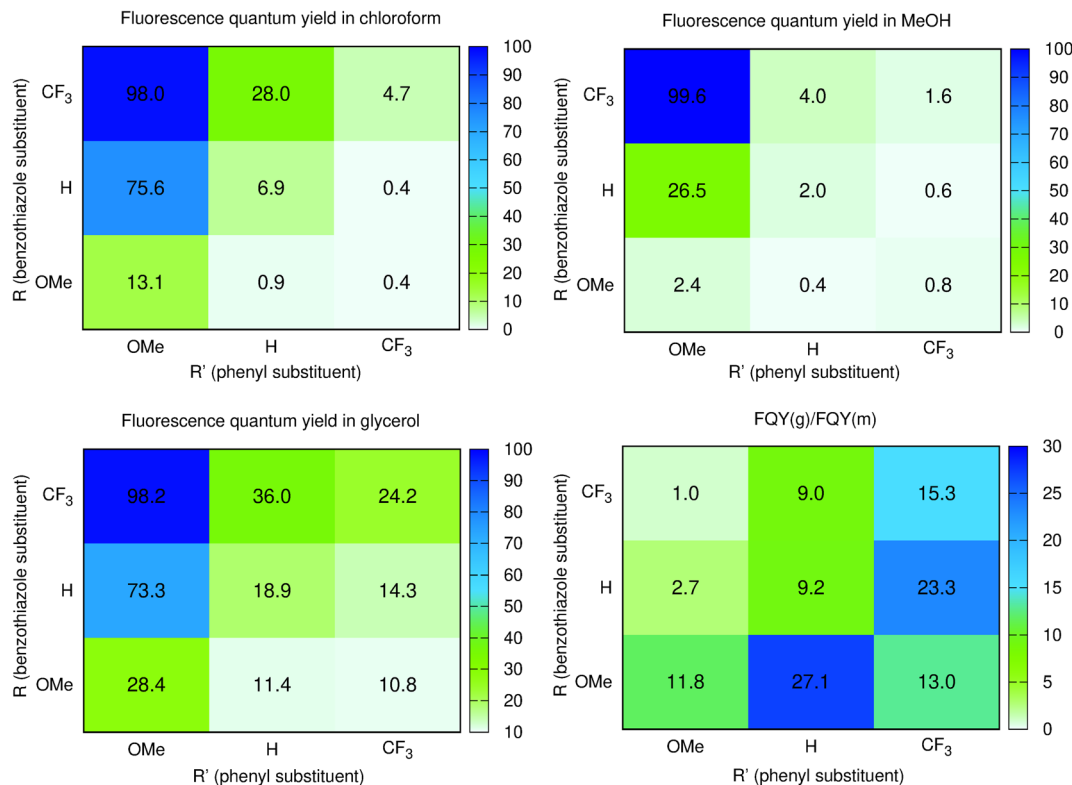 Fluorescence quantum yield in chloroform
R (benzothiazole substituent)
CF3 98.0 28.0 4.7
H 75.6 6.9 0.4
OMe 13.1 0.9 0.4
OMe H CF3
R' (phenyl substituent)
100
90
80
70
60
50
40
30
20
10
0
Fluorescence quantum yield in MeOH
R (benzothiazole substituent)
CF3 99.6 4.0 1.6
H 26.5 2.0 0.6
OMe 2.4 0.4 0.8
OMe H CF3
R' (phenyl substituent)
100
90
80
70
60
50
40
30
20
10
0
Fluorescence quantum yield in glycerol
R (benzothiazole substituent)
CF3 98.2 36.0 24.2
H 73.3 18.9 14.3
OMe 28.4 11.4 10.8
OMe H CF3
R' (phenyl substituent)
100
90
80
70
60
50
40
30
20
10
FQY(g)/FQY(m)
R (benzothiazole substituent)
CF3 1.0 9.0 15.3
H 2.7 9.2 23.3
OMe 11.8 27.1 13.0
OMe H CF3
R' (phenyl substituent)
30
25
20
15
10
5
0